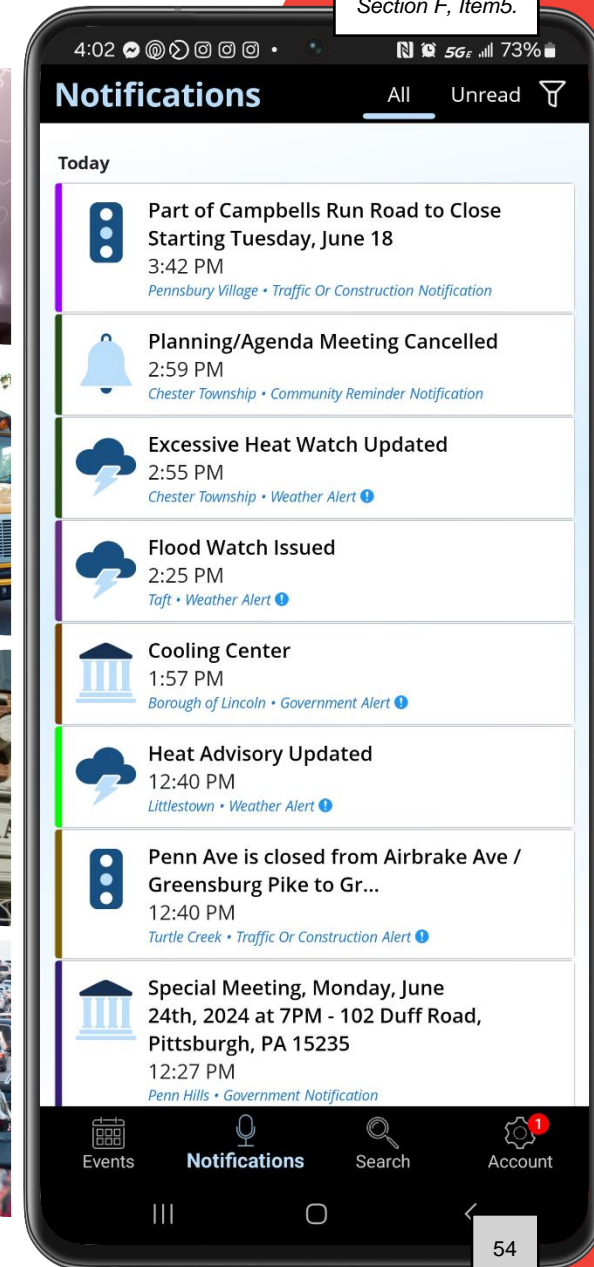 Section F, Item5.
4:02
5GE 73%
Notifications All Unread
Today
Part of Campbells Run Road to Close
Starting Tuesday, June 18
3:42 PM
Pennsbury Village • Traffic Or Construction Notification
Planning/Agenda Meeting Cancelled
2:59 PM
Chester Township • Community Reminder Notification
Excessive Heat Watch Updated
2:55 PM
Chester Township • Weather Alert
Flood Watch Issued
2:25 PM
Taft • Weather Alert
Cooling Center
1:57 PM
Borough of Lincoln • Government Alert
Heat Advisory Updated
12:40 PM
Littlestown • Weather Alert
Penn Ave is closed from Airbrake Ave /
Greensburg Pike to Gr...
12:40 PM
Turtle Creek • Traffic Or Construction Alert
Special Meeting, Monday, June
24th, 2024 at 7PM - 102 Duff Road,
Pittsburgh, PA 15235
12:27 PM
Penn Hills • Government Notification
1
Events Notifications Search Account
54